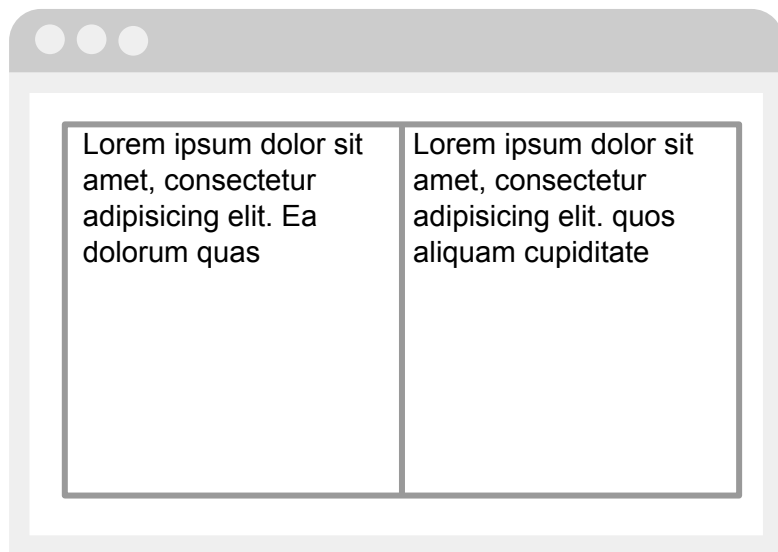 Lorem ipsum dolor sit
amet, consectetur
adipisicing elit. Ea
dolorum quas
Lorem ipsum dolor sit
amet, consectetur
adipisicing elit. quos
aliquam cupiditate